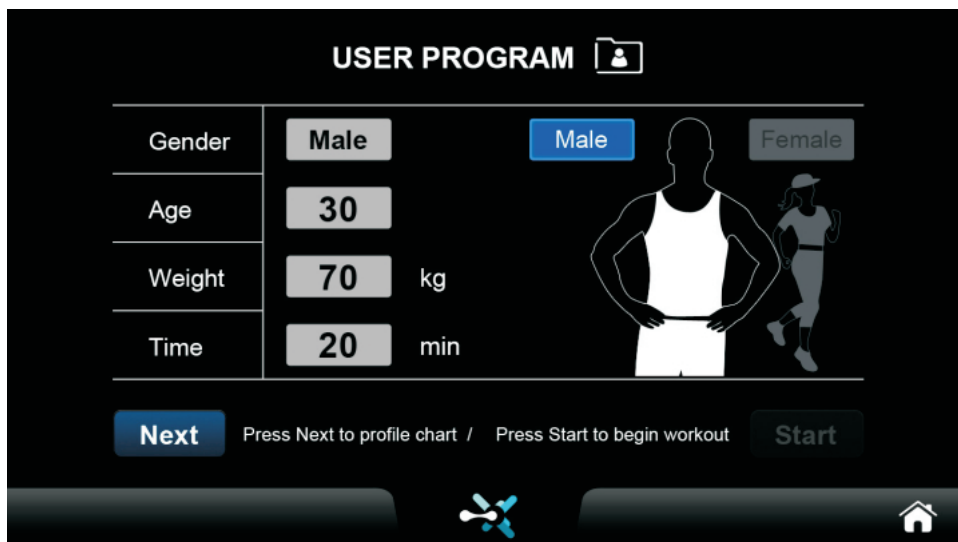 USER PROGRAM
Gender Male Male Female
Age 30
Weight 70 kg
Time 20 min
Next Press Next to profile chart / Press Start to begin workout Start